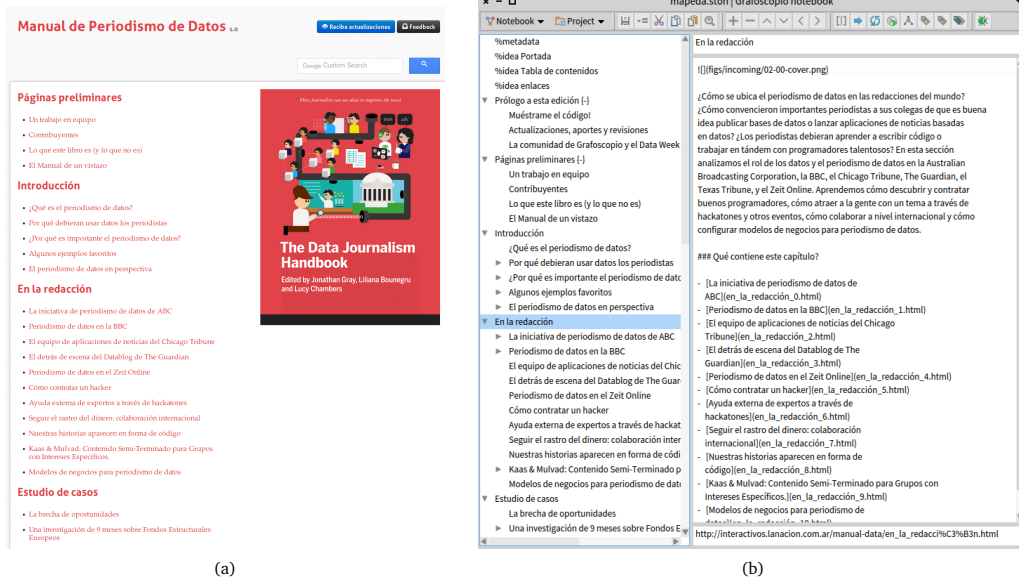 Manual de Periodismo de Datos 1.0
Reciba actualizaciones
Feedback
Google Custom Search
Páginas preliminares
Un trabajo en equipo
Contribuyentes
Lo que este libro es (y lo que no es)
El Manual de un vistazo
Introducción
¿Qué es el periodismo de datos?
Por qué debieran usar datos los periodistas
¿Por qué es importante el periodismo de datos?
Algunos ejemplos favoritos
El periodismo de datos en perspectiva
En la redacción
La iniciativa de periodismo de datos de ABC
Periodismo de datos en la BBC
El equipo de aplicaciones de noticias del Chicago Tribune
El detrás de escena del Datablog de The Guardian
Periodismo de datos en el Zeit Online
Cómo contratar un hacker
Ayuda externa de expertos a través de hackatones
Seguir el rastro del dinero: colaboración internacional
Nuestras historias aparecen en forma de código
Kaas & Mulvad: Contenido Semi-Terminado para Grupos
con Intereses Específicos.
Modelos de negocios para periodismo de datos
Estudio de casos
La brecha de oportunidades
Una investigación de 9 meses sobre Fondos Estructurales
Europeos
How journalists can use data to improve the news
The Data Journalism
Handbook
Edited by Jonathan Gray, Liliana Bounegru
and Lucy Chambers
(a)
mapeda.ston | Grafoscopio notebook
Notebook
Project
%metadata
%idea Portada
%idea Tabla de contenidos
%idea enlaces
Prólogo a esta edición {-}
Muéstrame el código!
Actualizaciones, aportes y revisiones
La comunidad de Grafoscopio y el Data Week
Páginas preliminares {-}
Un trabajo en equipo
Contribuyentes
Lo que este libro es (y lo que no es)
El Manual de un vistazo
Introducción
¿Qué es el periodismo de datos?
Por qué debieran usar datos los periodistas
¿Por qué es importante el periodismo de datc
Algunos ejemplos favoritos
El periodismo de datos en perspectiva
En la redacción
La iniciativa de periodismo de datos de ABC
Periodismo de datos en la BBC
El equipo de aplicaciones de noticias del Chic
El detrás de escena del Datablog de The Guar
Periodismo de datos en el Zeit Online
Cómo contratar un hacker
Ayuda externa de expertos a través de hackat
Seguir el rastro del dinero: colaboración inter
Nuestras historias aparecen en forma de códi
Kaas & Mulvad: Contenido Semi-Terminado p
Modelos de negocios para periodismo de dat
Estudio de casos
La brecha de oportunidades
Una investigación de 9 meses sobre Fondos E
En la redacción
![](figs/incoming/02-00-cover.png)
¿Cómo se ubica el periodismo de datos en las redacciones del mundo?
¿Cómo convencieron importantes periodistas a sus colegas de que es buena
idea publicar bases de datos o lanzar aplicaciones de noticias basadas
en datos? ¿Los periodistas debieran aprender a escribir código o
trabajar en tándem con programadores talentosos? En esta sección
analizamos el rol de los datos y el periodismo de datos en la Australian
Broadcasting Corporation, la BBC, el Chicago Tribune, The Guardian, el
Texas Tribune, y el Zeit Online. Aprendemos cómo descubrir y contratar
buenos programadores, cómo atraer a la gente con un tema a través de
hackatones y otros eventos, cómo colaborar a nivel internacional y cómo
configurar modelos de negocios para periodismo de datos.
### Qué contiene este capítulo?
- [La iniciativa de periodismo de datos de
ABC](en_la_redacción_0.html)
- [Periodismo de datos en la BBC](en_la_redacción_1.html)
- [El equipo de aplicaciones de noticias del Chicago
Tribune](en_la_redacción_2.html)
- [El detrás de escena del Datablog de The
Guardian](en_la_redacción_3.html)
- [Periodismo de datos en el Zeit Online](en_la_redacción_4.html)
- [Cómo contratar un hacker](en_la_redacción_5.html)
- [Ayuda externa de expertos a través de
hackatones](en_la_redacción_6.html)
- [Seguir el rastro del dinero: colaboración
internacional](en_la_redacción_7.html)
- [Nuestras historias aparecen en forma de
código](en_la_redacción_8.html)
- [Kaas & Mulvad: Contenido Semi-Terminado para Grupos con
Intereses Específicos.](en_la_redacción_9.html)
- [Modelos de negocios para periodismo de
datos](en_la_redacción_10.html)
http://interactivos.lanacion.com.ar/manual-data/en_la_redacci%C3%B3n.html
(b)